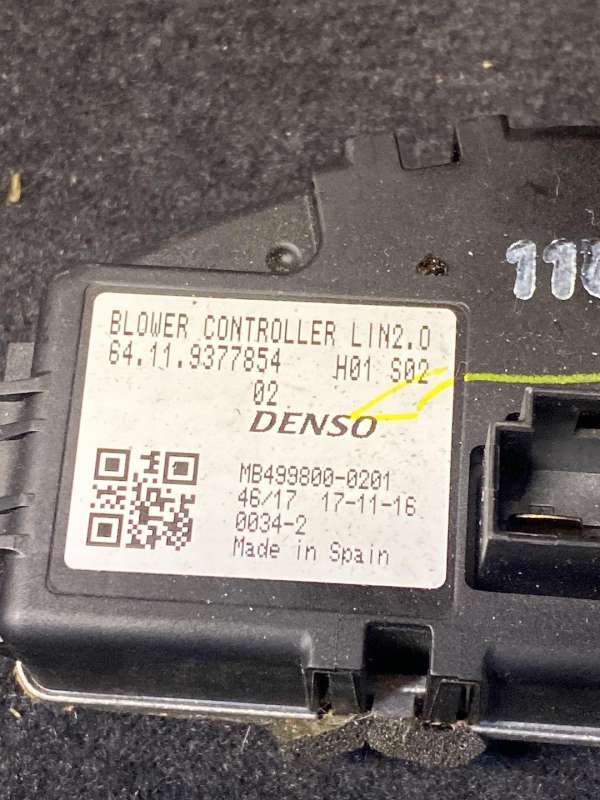 BLOWER CONTROLLER LIN2.0
64.11.9377854 H01 S02
02
DENSO
MB499800-0201
46/17 17-11-16
0034-2
Made in Spain